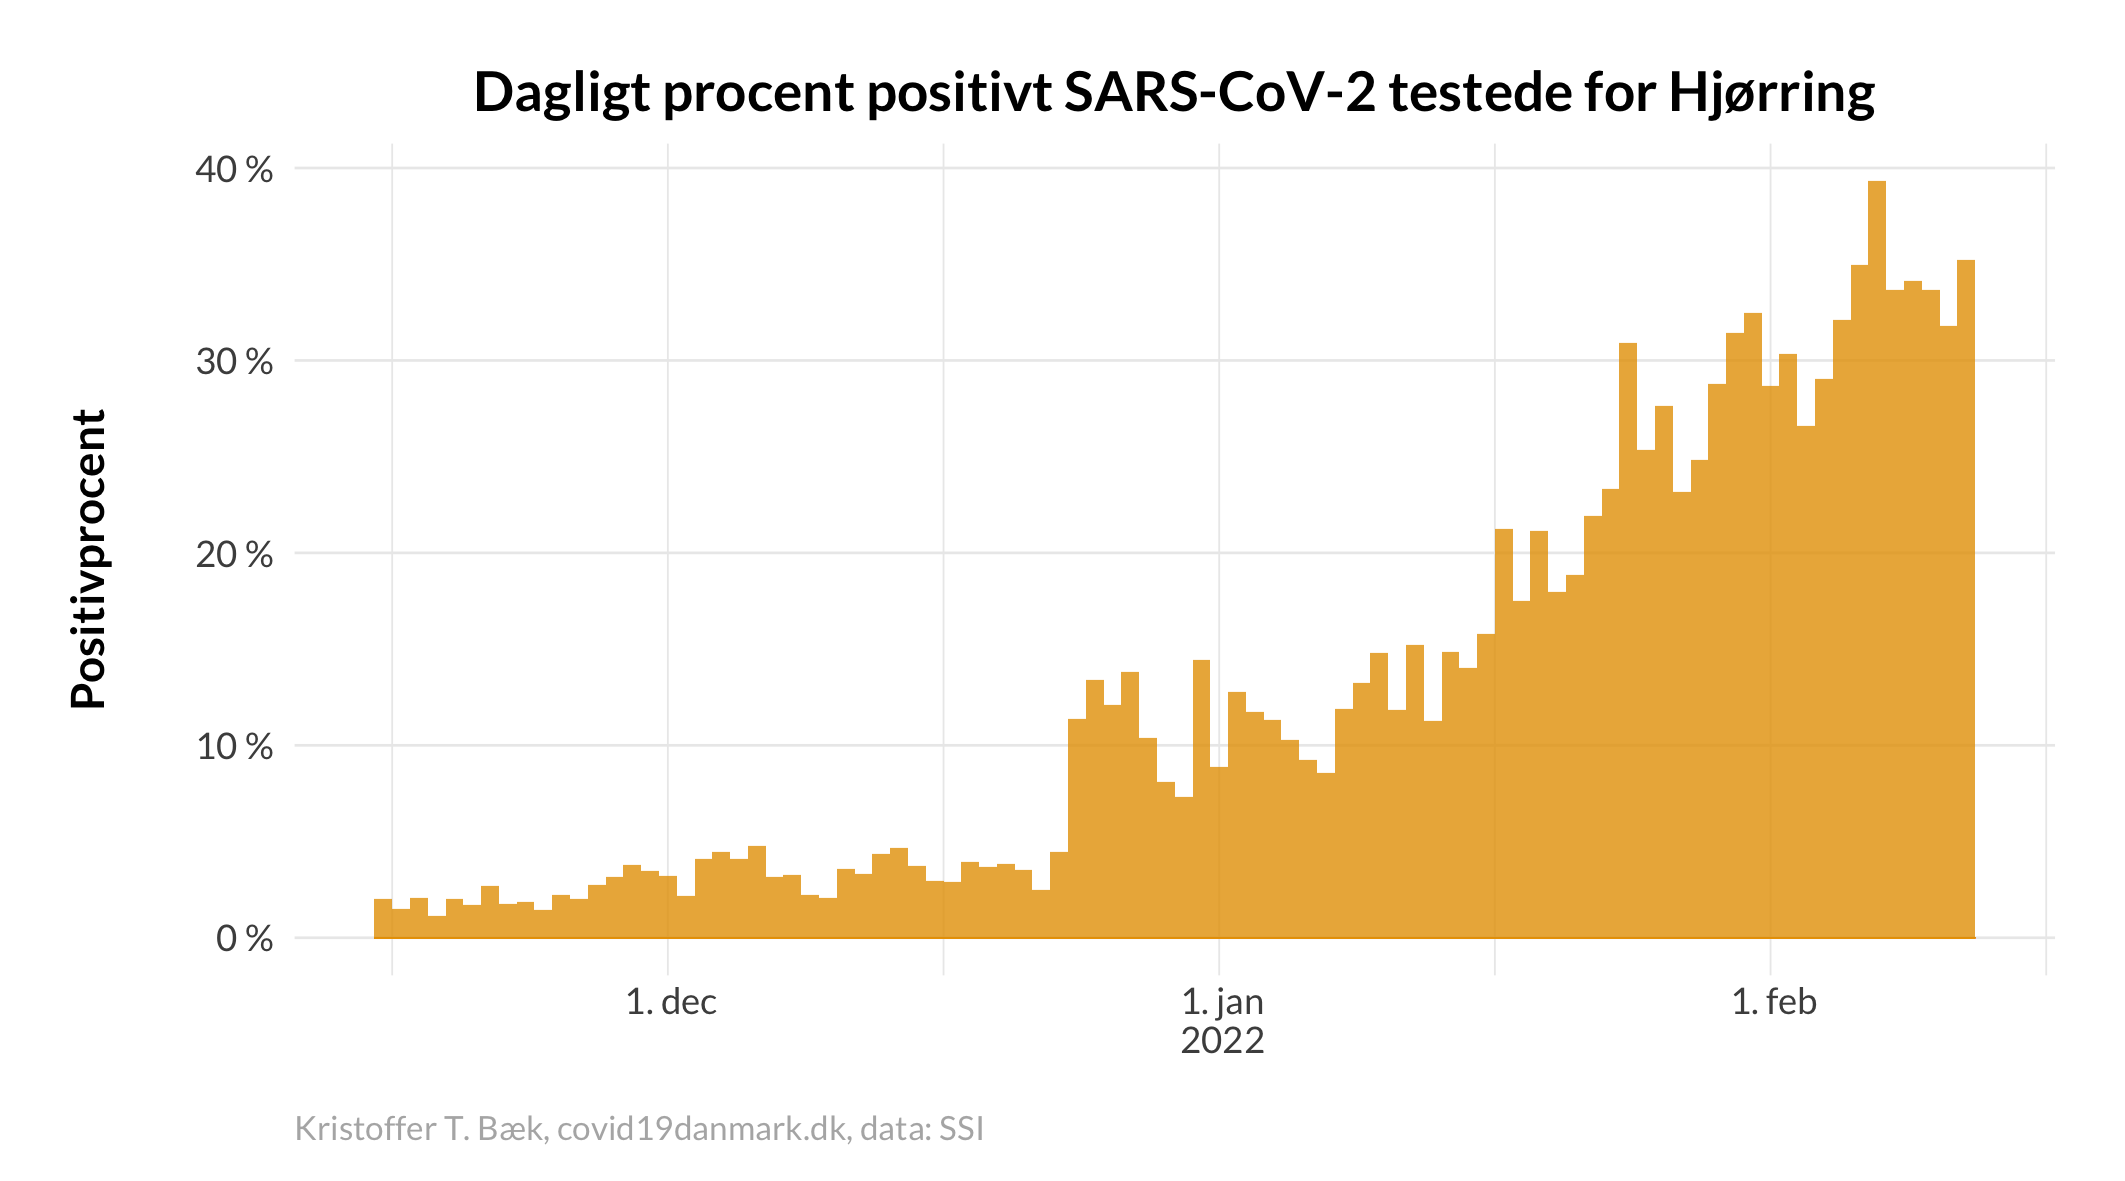 Dagligt procent positivt SARS-CoV-2 testede for Hjørring
Positivprocent
40 %
30 %
20 %
10 %
0 %
1. dec
1. jan
2022
1. feb
Kristoffer T. Bæk, covid19danmark.dk, data: SSI